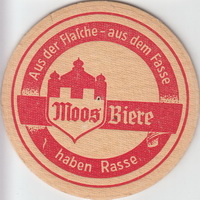 Aus der Flasche - aus dem Fasse
Moos Biere
haben Rasse